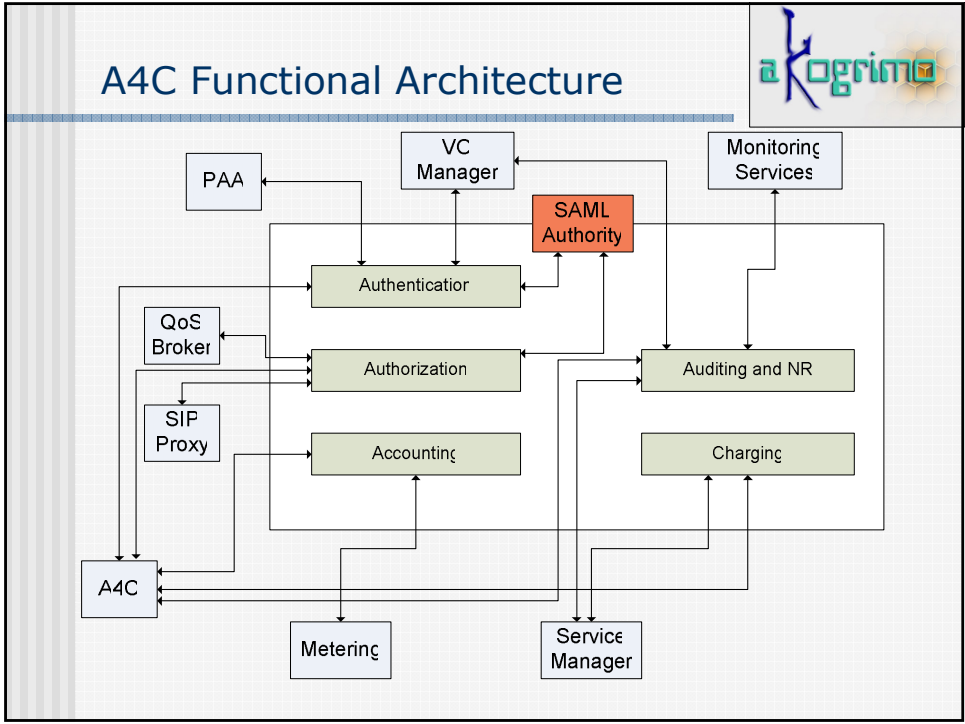 A4C Functional Architecture
akogrimo
VO
Manager
Monitoring
Services
PAA
SAML
Authority
Authentication
QoS
Broker
Authorization
Auditing and NR
SIP
Proxy
Accounting
Charging
A4C
Metering
Service
Manager